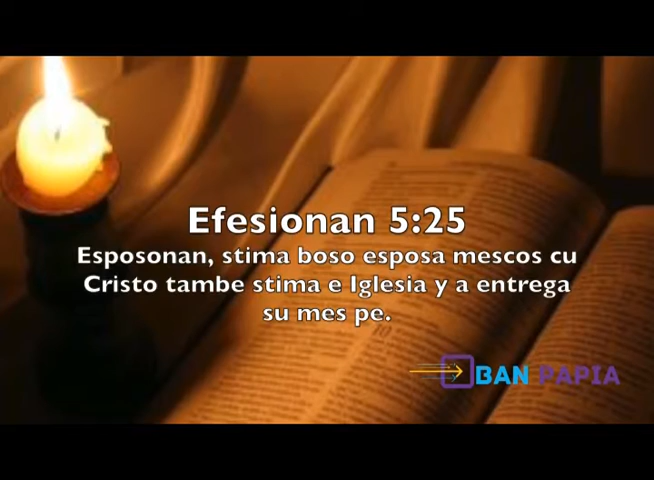 Efesionan 5:25
Esposonan, stima boso esposa mescos cu
Cristo tambe stima e Iglesia y a entrega
su mes pe.
BAN PAPIA